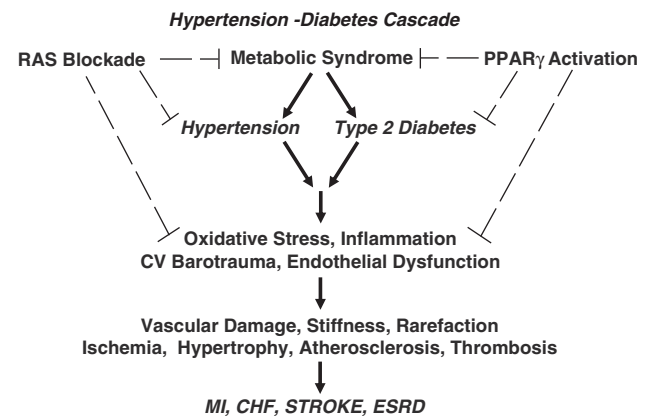 Hypertension -Diabetes Cascade
RAS Blockade Metabolic Syndrome PPARγ Activation
Hypertension Type 2 Diabetes
Oxidative Stress, Inflammation
CV Barotrauma, Endothelial Dysfunction
Vascular Damage, Stiffness, Rarefaction
Ischemia, Hypertrophy, Atherosclerosis, Thrombosis
MI, CHF, STROKE, ESRD